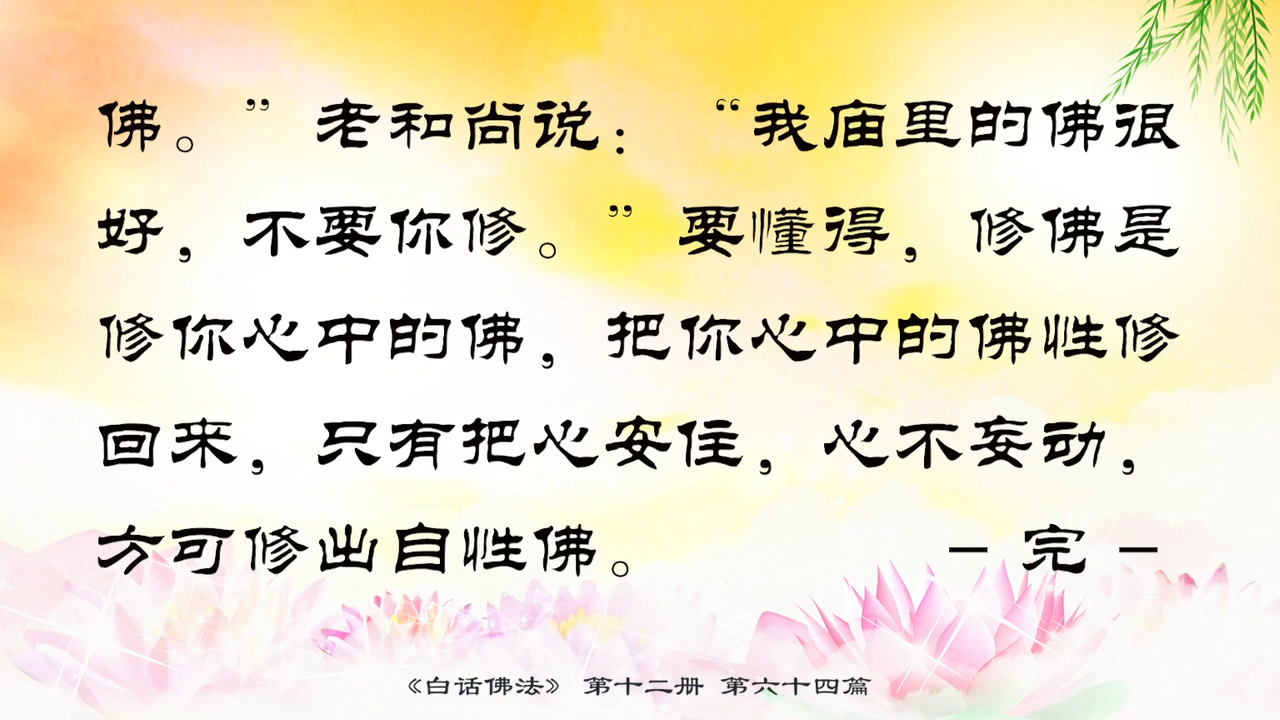 佛。”老和尚说：“我庙里的佛很
好，不要你修。”要懂得，修佛是
修你心中的佛，把你心中的佛性修
回来，只有把心安住，心不妄动，
方可修出自性佛。 － 完 －
《白话佛法》 第十二册 第六十四篇